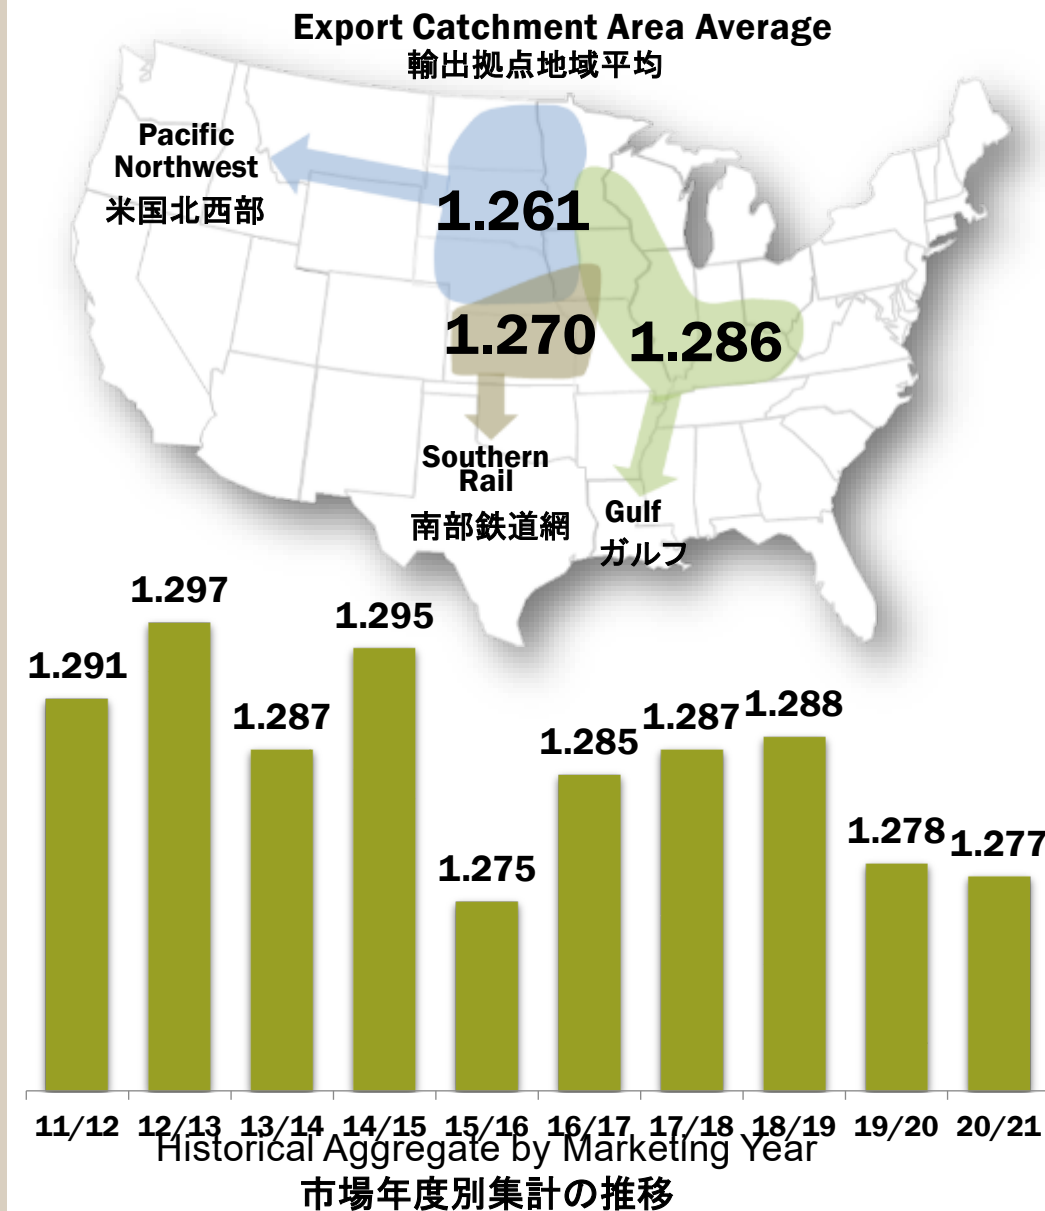 Export Catchment Area Average
輸出拠点地域平均
Pacific
Northwest
米国北西部
1.261
1.270
1.286
Southern
Rail
南部鉄道網
Gulf
ガルフ
1.291
1.297
1.287
1.295
1.275
1.285
1.287
1.288
1.278
1.277
11/12 12/13 13/14 14/15 15/16 16/17 17/18 18/19 19/20 20/21
Historical Aggregate by Marketing Year
市場年度別集計の推移